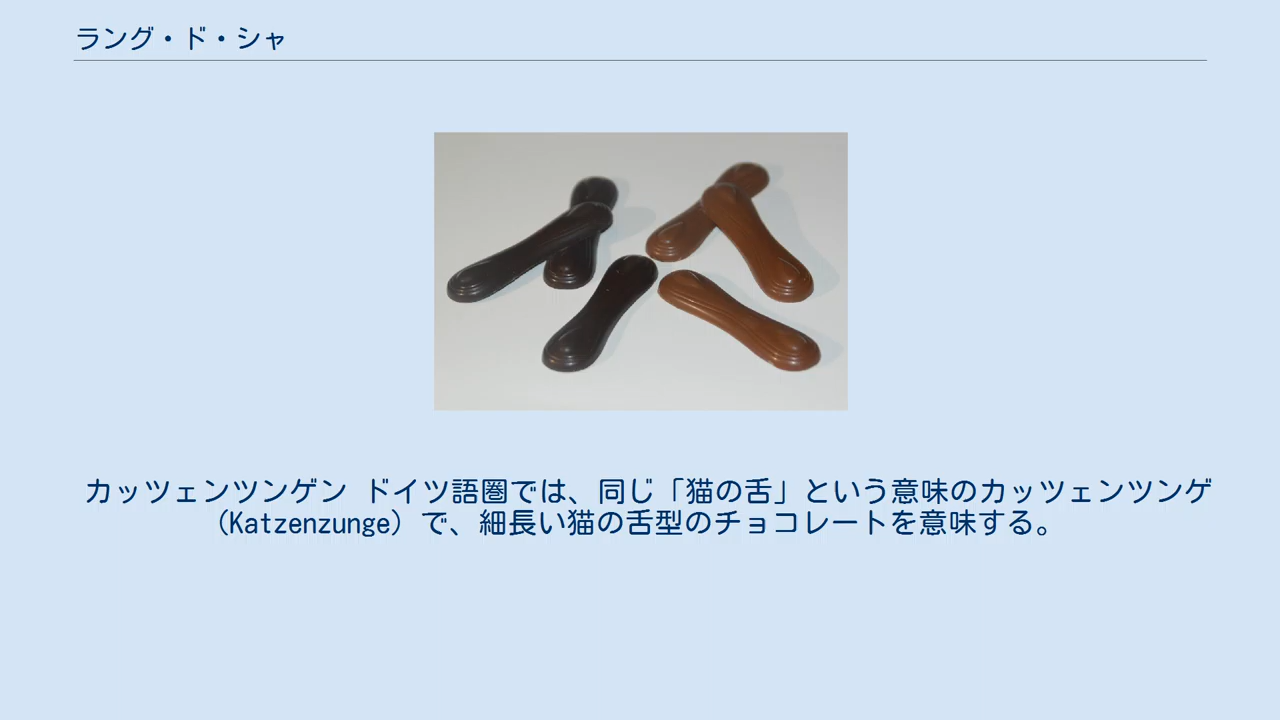 ラング・ド・シャ
カッツェンツンゲン ドイツ語圏では、同じ「猫の舌」という意味のカッツェンツンゲ
（Katzenzunge）で、細長い猫の舌型のチョコレートを意味する。